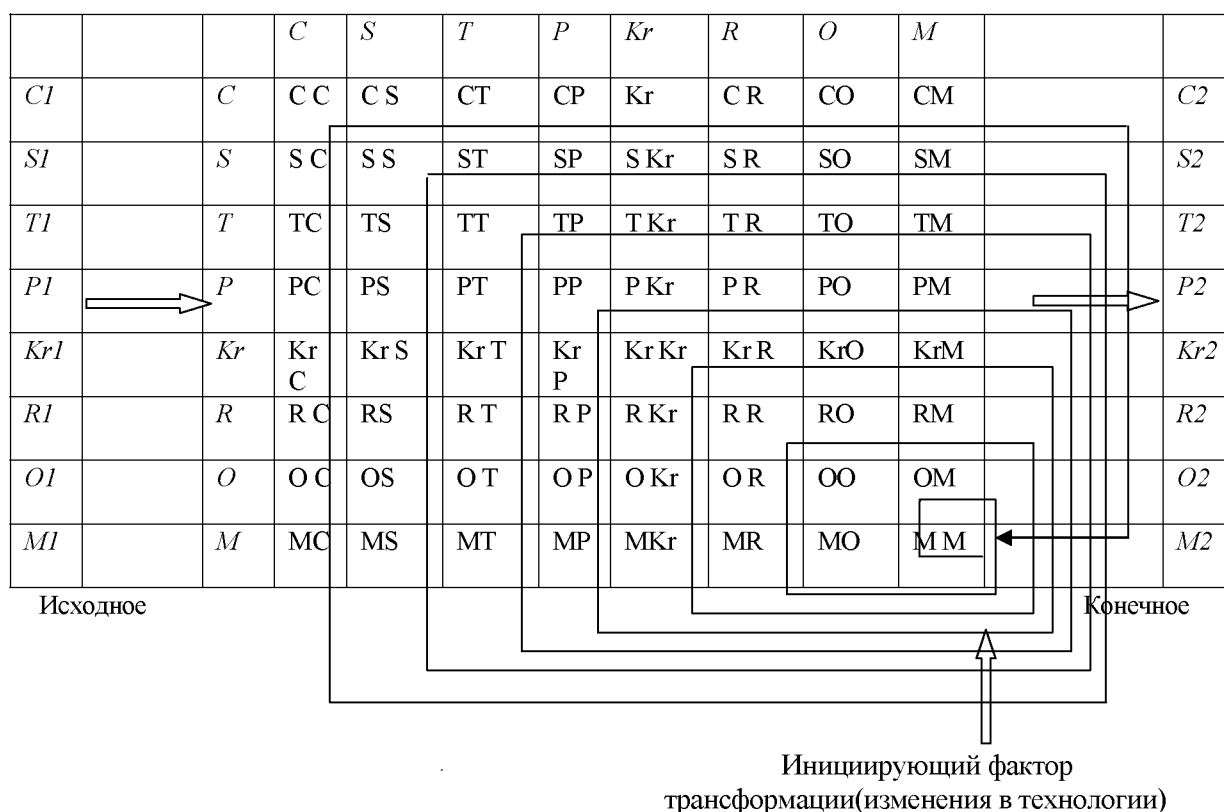 C S T P Kr R O M
C1 C C C C S CT CP Kr C R CO CM C2
S1 S S C S S ST SP S Kr S R SO SM S2
T1 T TC TS TT TP T Kr T R TO TM T2
P1 P PC PS PT PP P Kr P R PO PM P2
Kr1 Kr Kr Kr S Kr T Kr Kr Kr Kr R KrO KrM Kr2
C P
R1 R R C RS R T R P R Kr R R RO RM R2
O1 O O C OS O T O P O Kr O R OO OM O2
M1 M MC MS MT MP MKr MR MO M M M2
Исходное Конечное
Инициирующий фактор
трансформации(изменения в технологии)